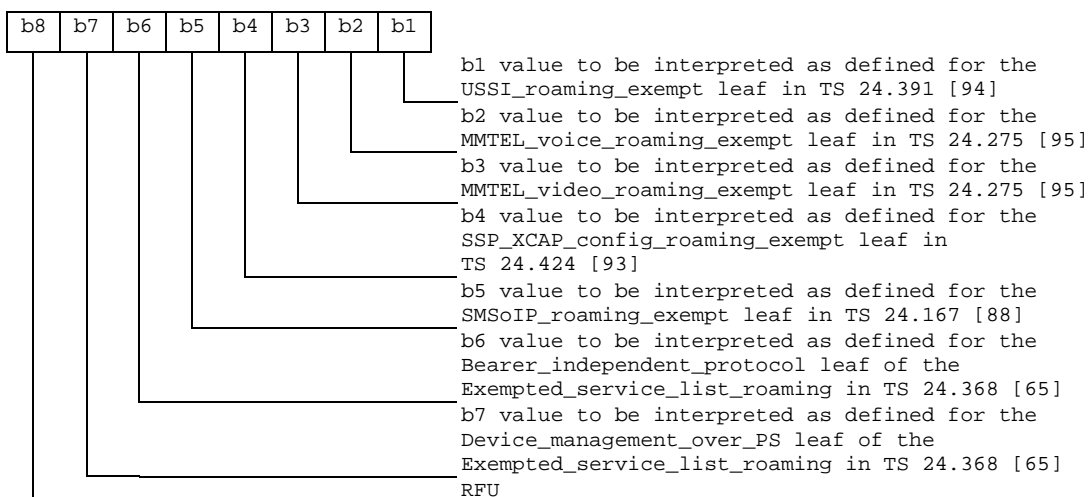 b8 b7 b6 b5 b4 b3 b2 b1
b1 value to be interpreted as defined for the
USSI_roaming_exempt leaf in TS 24.391 [94]
b2 value to be interpreted as defined for the
MMTEL_voice_roaming_exempt leaf in TS 24.275 [95]
b3 value to be interpreted as defined for the
MMTEL_video_roaming_exempt leaf in TS 24.275 [95]
b4 value to be interpreted as defined for the
SSP_XCAP_config_roaming_exempt leaf in
TS 24.424 [93]
b5 value to be interpreted as defined for the
SMSoIP_roaming_exempt leaf in TS 24.167 [88]
b6 value to be interpreted as defined for the
Bearer_independent_protocol leaf of the
Exempted_service_list_roaming in TS 24.368 [65]
b7 value to be interpreted as defined for the
Device_management_over_PS leaf of the
Exempted_service_list_roaming in TS 24.368 [65]
RFU